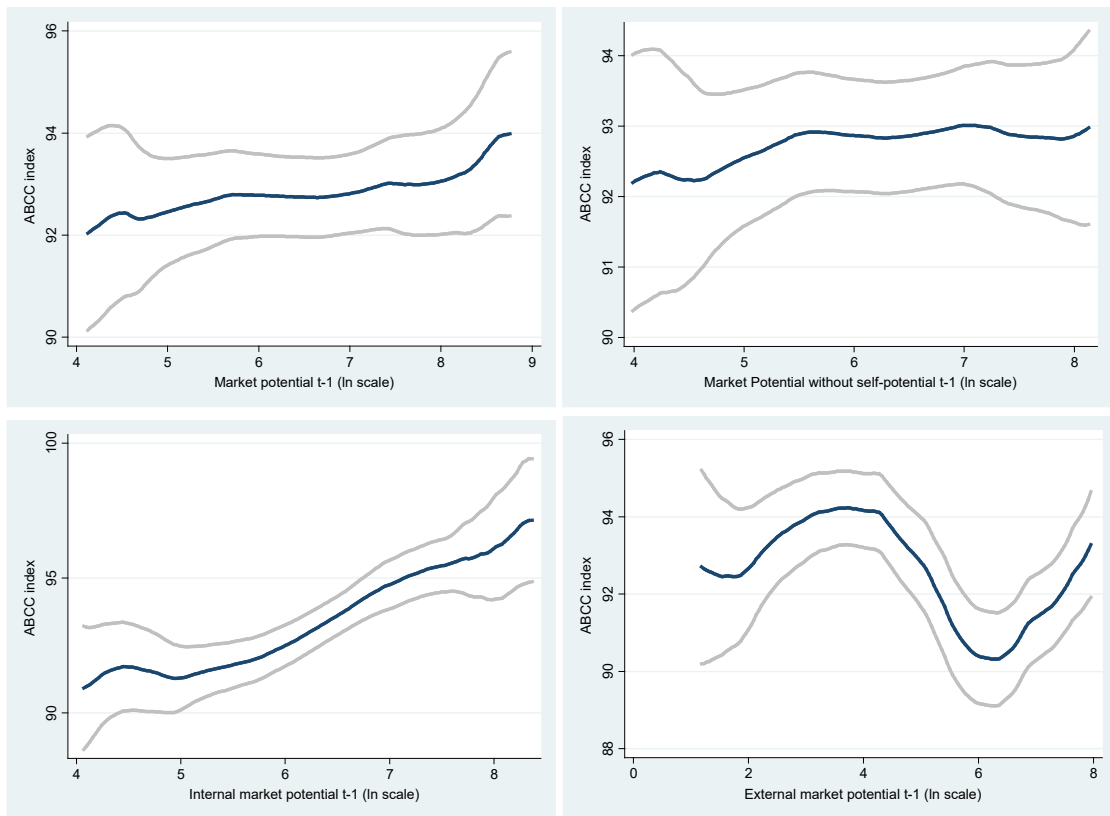 96
94
92
90
ABCC index
4 5 6 7 8 9
Market potential t-1 (ln scale)
94
93
92
91
90
ABCC index
4 5 6 7 8
Market Potential without self-potential t-1 (ln scale)
100
95
90
ABCC index
4 5 6 7 8
Internal market potential t-1 (ln scale)
96
94
92
90
88
ABCC index
0 2 4 6 8
External market potential t-1 (ln scale)